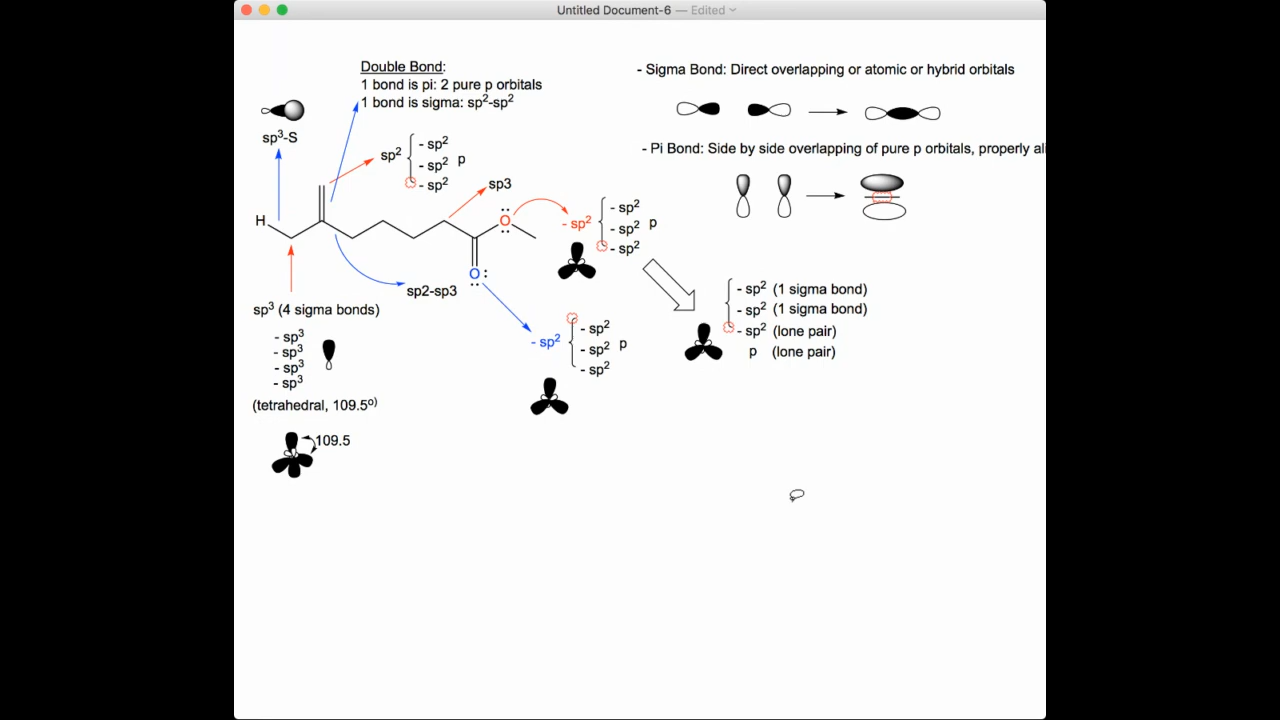 Untitled Document-6 — Edited
Double Bond:
1 bond is pi: 2 pure p orbitals
1 bond is sigma: sp²-sp²
- Sigma Bond: Direct overlapping or atomic or hybrid orbitals
- Pi Bond: Side by side overlapping of pure p orbitals, properly ali
sp³-S
sp²
- sp²
- sp² p
- sp²
sp3
H
O
O
sp2-sp3
- sp²
- sp²
- sp² p
- sp²
- sp²
- sp²
- sp² p
- sp²
- sp² (1 sigma bond)
- sp² (1 sigma bond)
- sp² (lone pair)
p (lone pair)
sp³ (4 sigma bonds)
- sp³
- sp³
- sp³
- sp³
(tetrahedral, 109.5º)
109.5